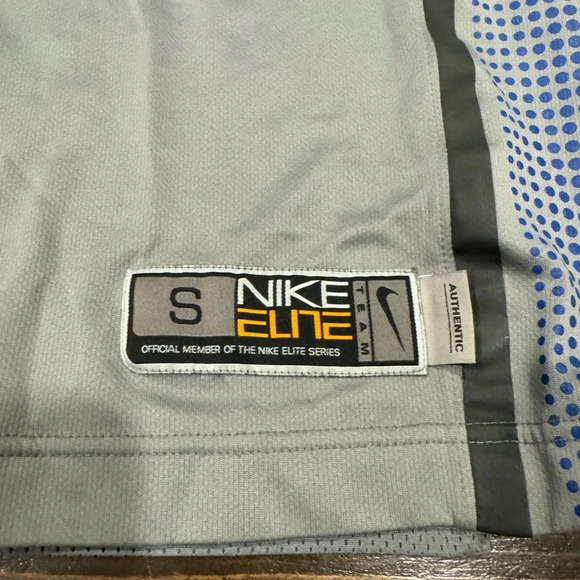 S
NIKE
ELITE
TEAM
OFFICIAL MEMBER OF THE NIKE ELITE SERIES
AUTHENTIC